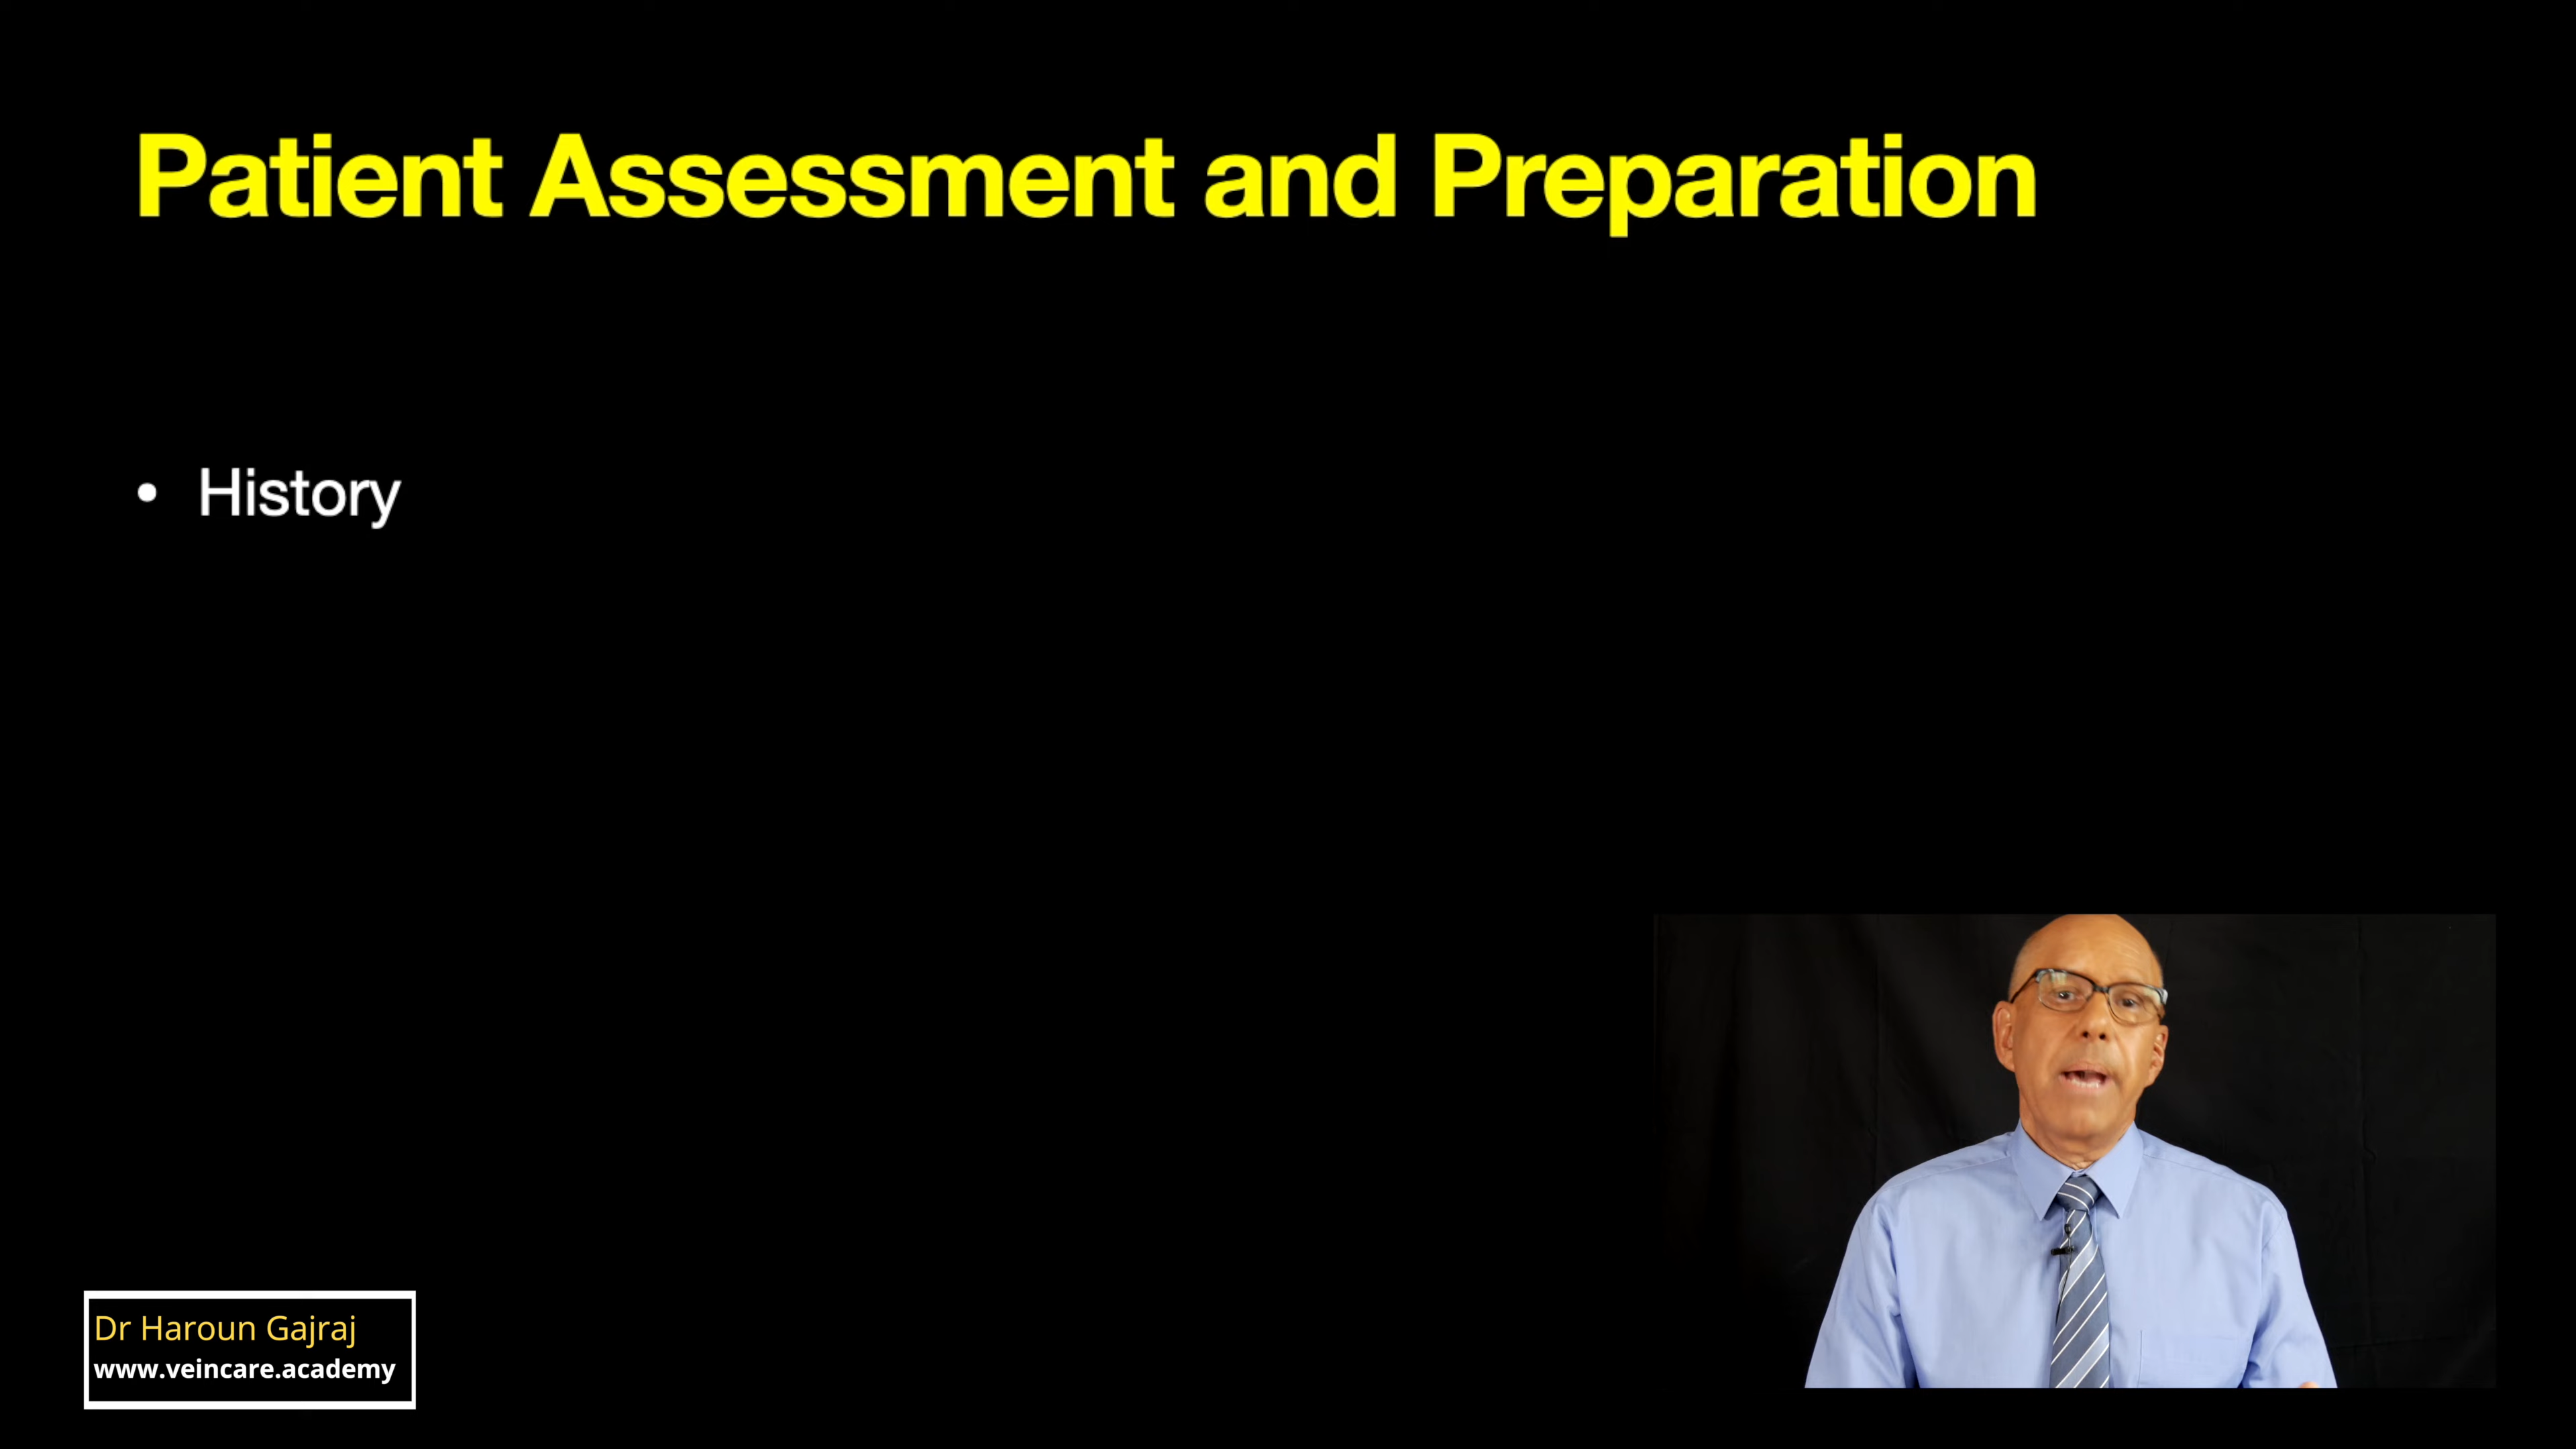 Patient Assessment and Preparation
• History
Dr Haroun Gajraj
www.veincare.academy